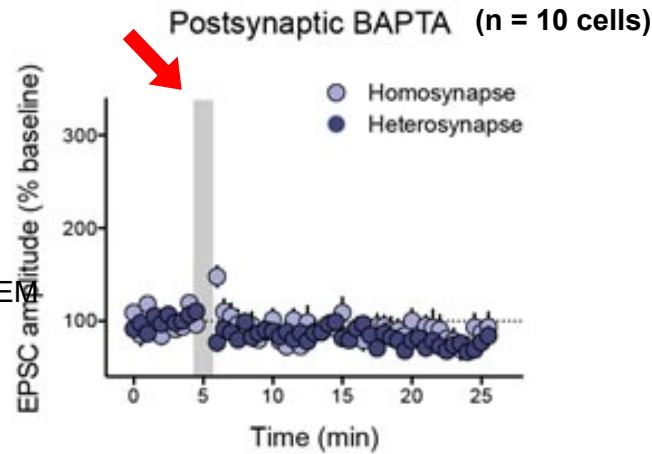 Postsynaptic BAPTA (n = 10 cells)
Homosynapse
Heterosynapse
EPSC amplitude (% baseline)
300
200
100
EM
0 5 10 15 20 25
Time (min)